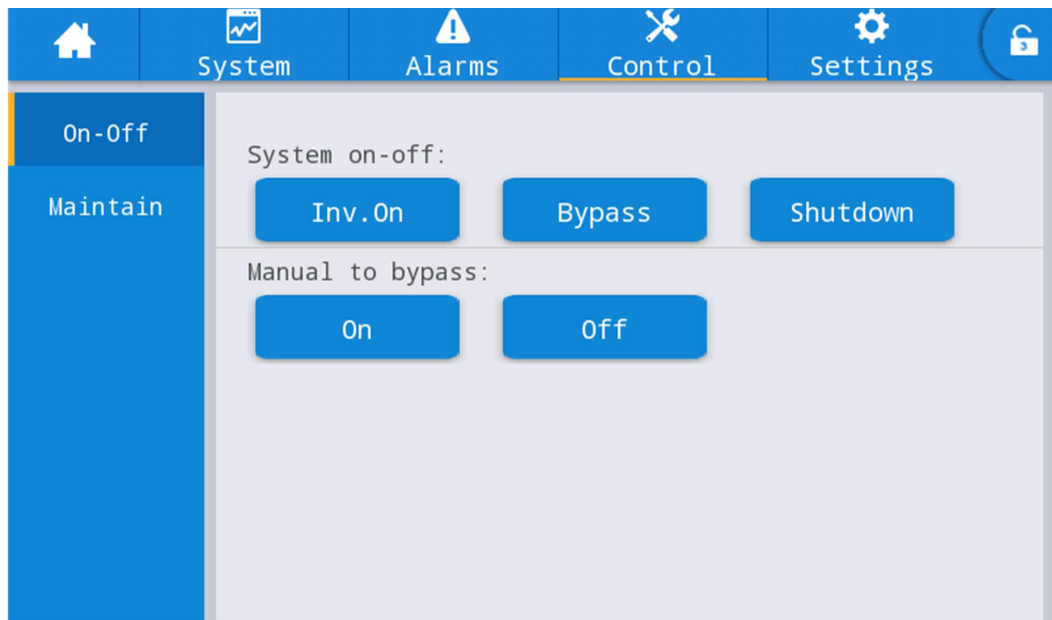 System Alarms Control Settings 3
On-Off
Maintain
System on-off:
Inv.On Bypass Shutdown
Manual to bypass:
On Off